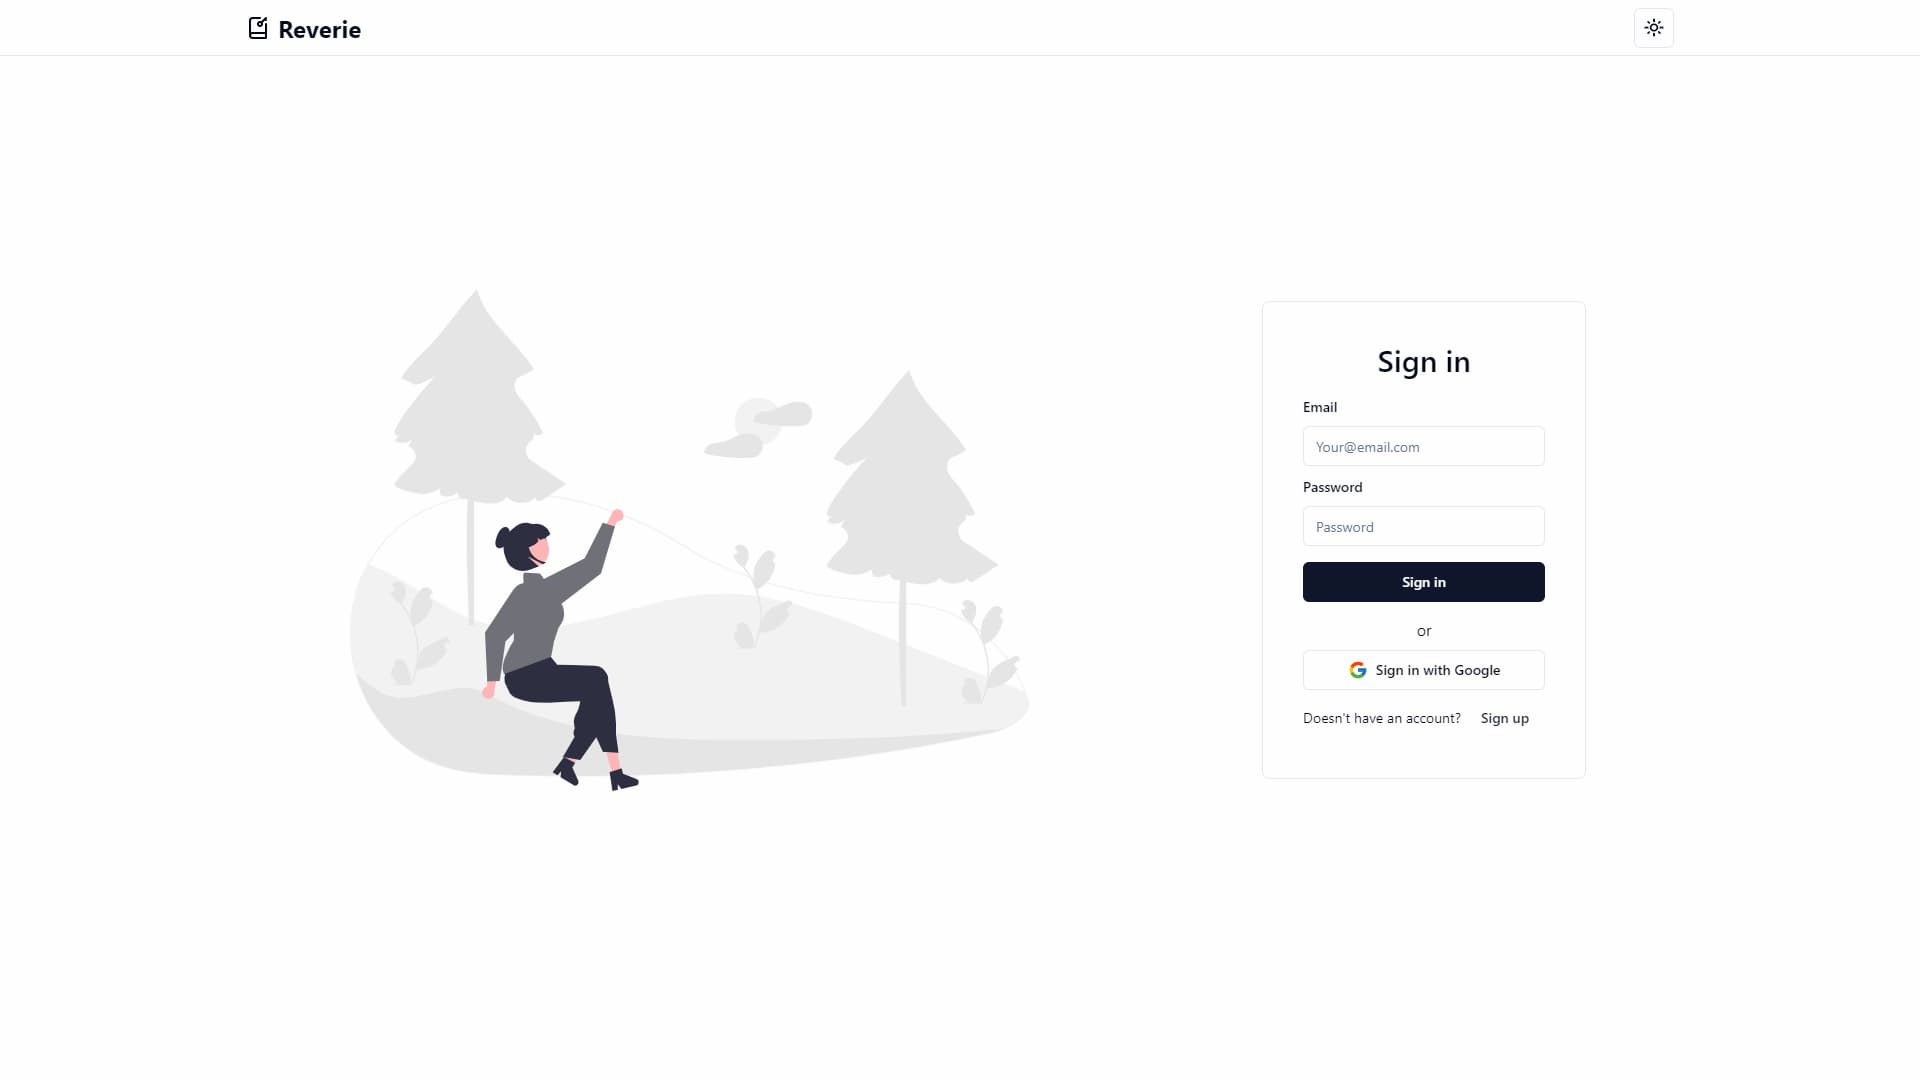 Reverie
Sign in
Email
Your@email.com
Password
Password
Sign in
or
Sign in with Google
Doesn't have an account? Sign up